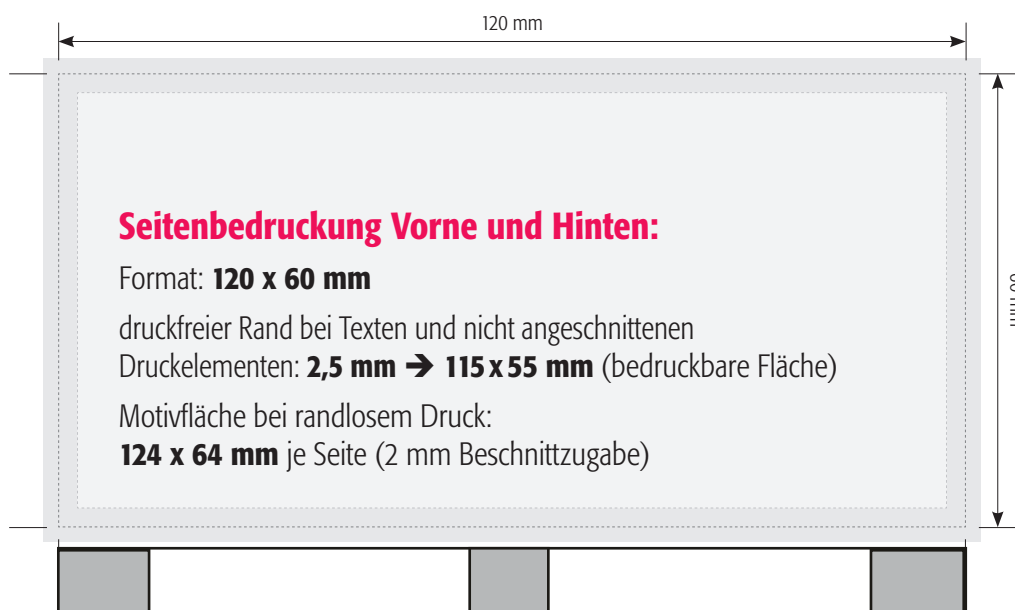 120 mm
Seitenbedruckung Vorne und Hinten:
Format: 120 x 60 mm
druckfreier Rand bei Texten und nicht angeschnittenen
Druckelementen: 2,5 mm ➔ 115 x 55 mm (bedruckbare Fläche)
Motivfläche bei randlosem Druck:
124 x 64 mm je Seite (2 mm Beschnittzugabe)